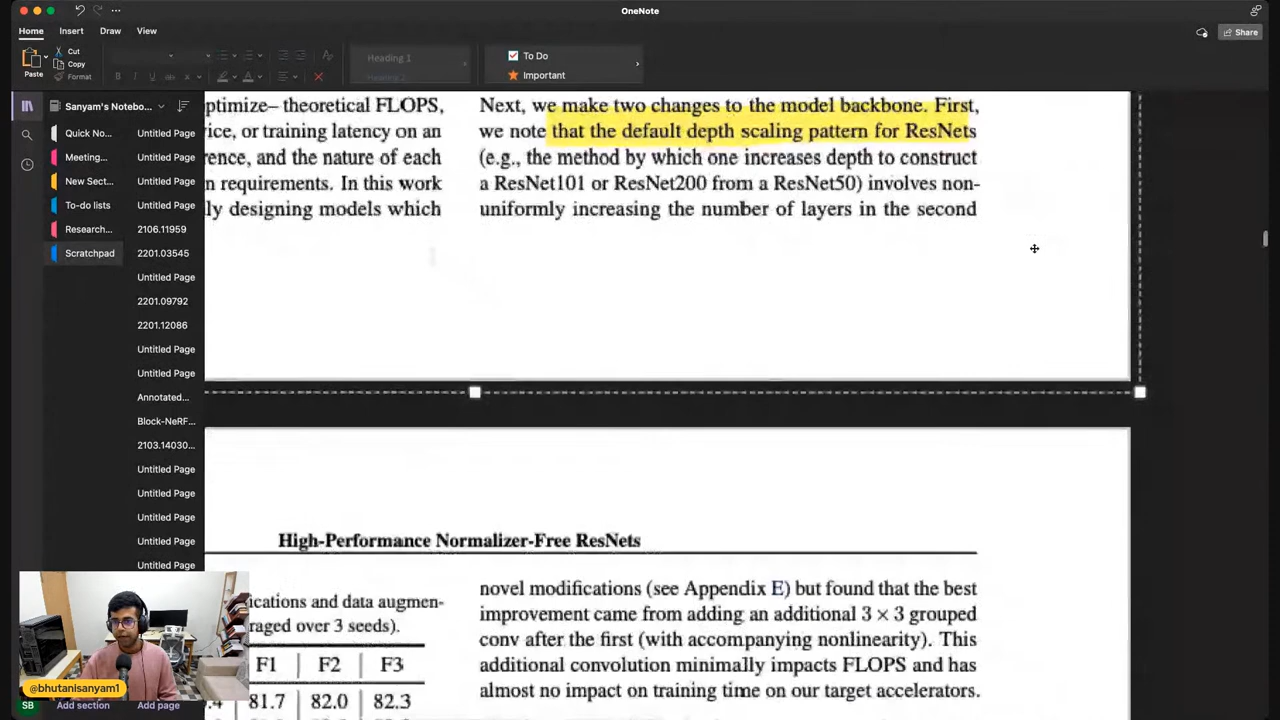 OneNote
Home
Insert
Draw
View
Share
Paste
Cut
Copy
Format
Heading 1
Heading 2
To Do
Important
Sanyam's Notebo...
Quick No...
Meeting...
New Sect...
To-do lists
Research...
Scratchpad
Untitled Page
Untitled Page
Untitled Page
Untitled Page
2106.11959
2201.03545
Untitled Page
2201.09792
2201.12086
Untitled Page
Untitled Page
Annotated...
Block-NeRF...
2103.14030...
Untitled Page
Untitled Page
Untitled Page
Untitled Page
Untitled Page
ptimize– theoretical FLOPS,
ice, or training latency on an
rence, and the nature of each
n requirements. In this work
ly designing models which
Next, we make two changes to the model backbone. First,
we note that the default depth scaling pattern for ResNets
(e.g., the method by which one increases depth to construct
a ResNet101 or ResNet200 from a ResNet50) involves non-
uniformly increasing the number of layers in the second
High-Performance Normalizer-Free ResNets
ications and data augmen-
raged over 3 seeds).
F1 F2 F3
.4 81.7 82.0 82.3
novel modifications (see Appendix E) but found that the best
improvement came from adding an additional 3 × 3 grouped
conv after the first (with accompanying nonlinearity). This
additional convolution minimally impacts FLOPS and has
almost no impact on training time on our target accelerators.
@bhutanisanyam1
SB
Add section
Add page